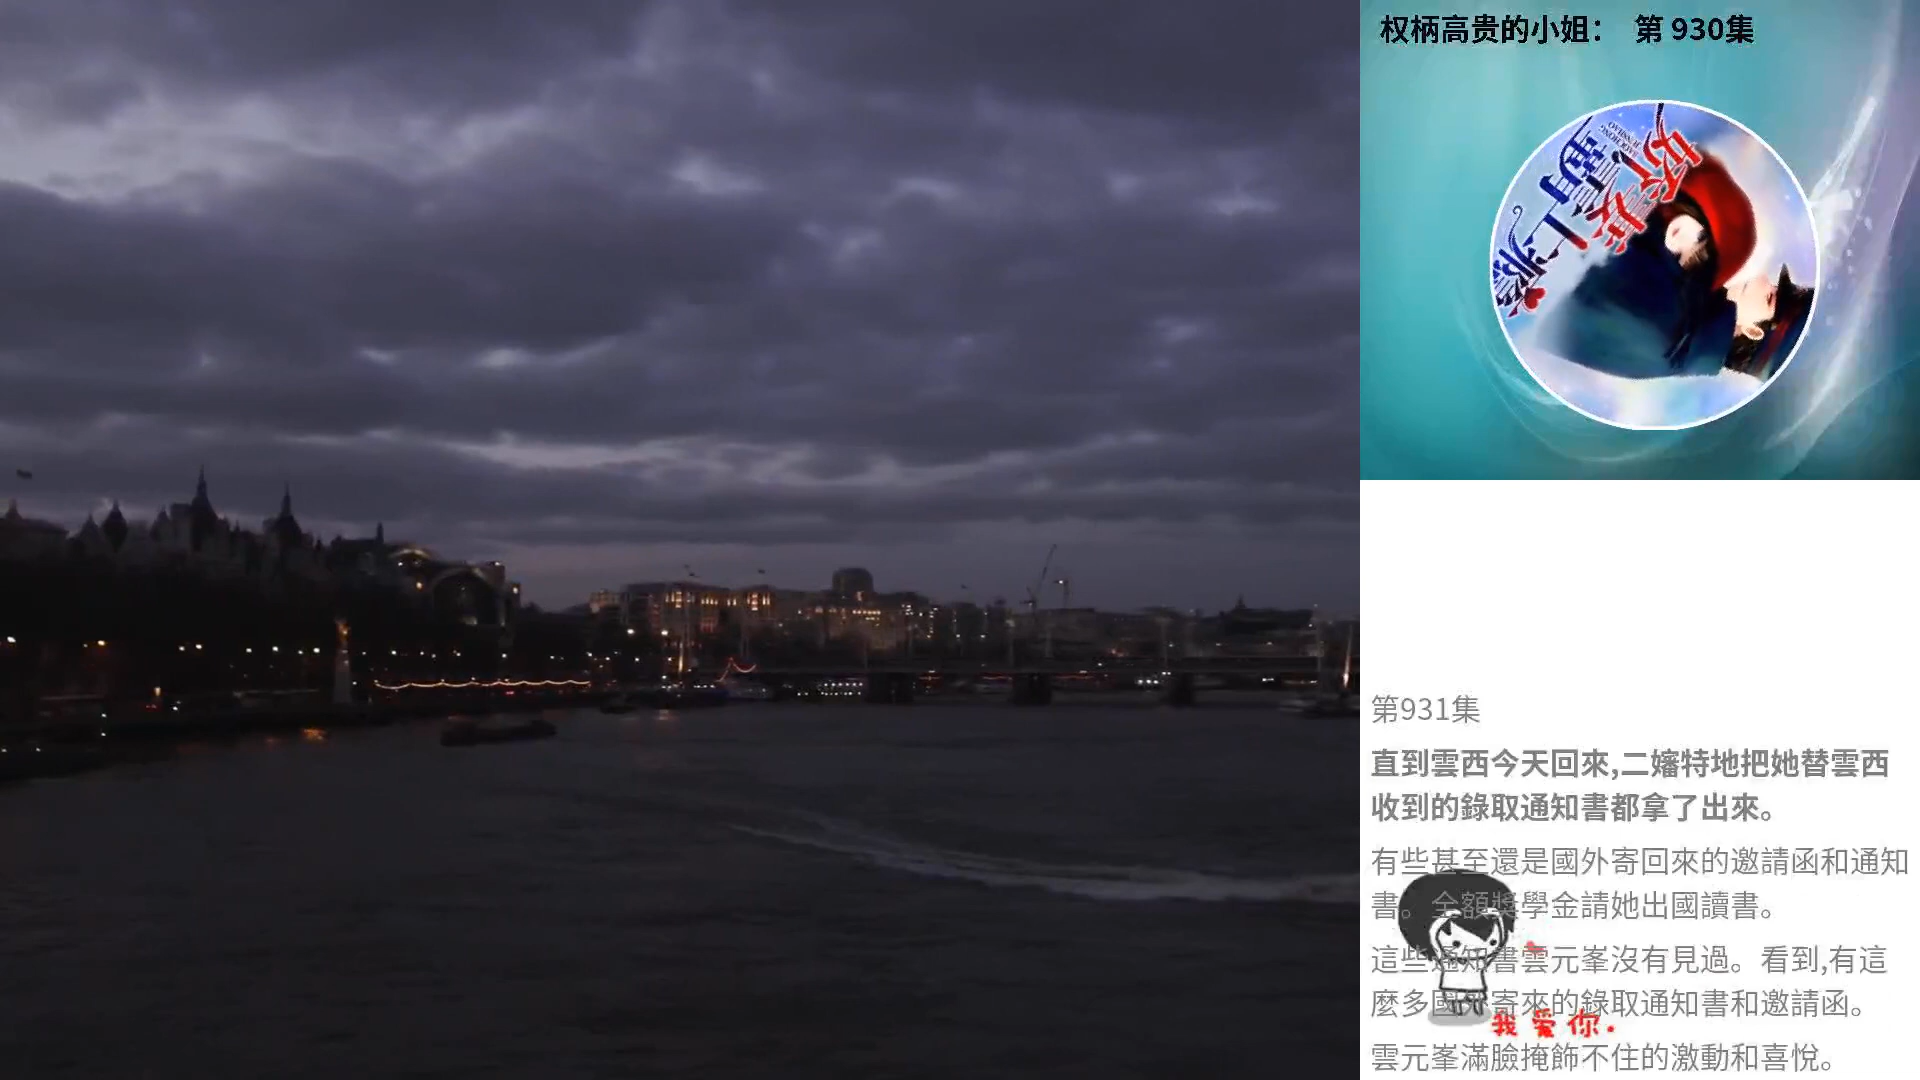 权柄高贵的小姐： 第 930集
第931集
直到雲西今天回來,二嬸特地把她替雲西
收到的錄取通知書都拿了出來。
有些甚至還是國外寄回來的邀請函和通知
書。全額獎學金請她出國讀書。
這些通知書雲元峯沒有見過。看到,有這
麼多國外寄來的錄取通知書和邀請函。
我爱你.
雲元峯滿臉掩飾不住的激動和喜悅。